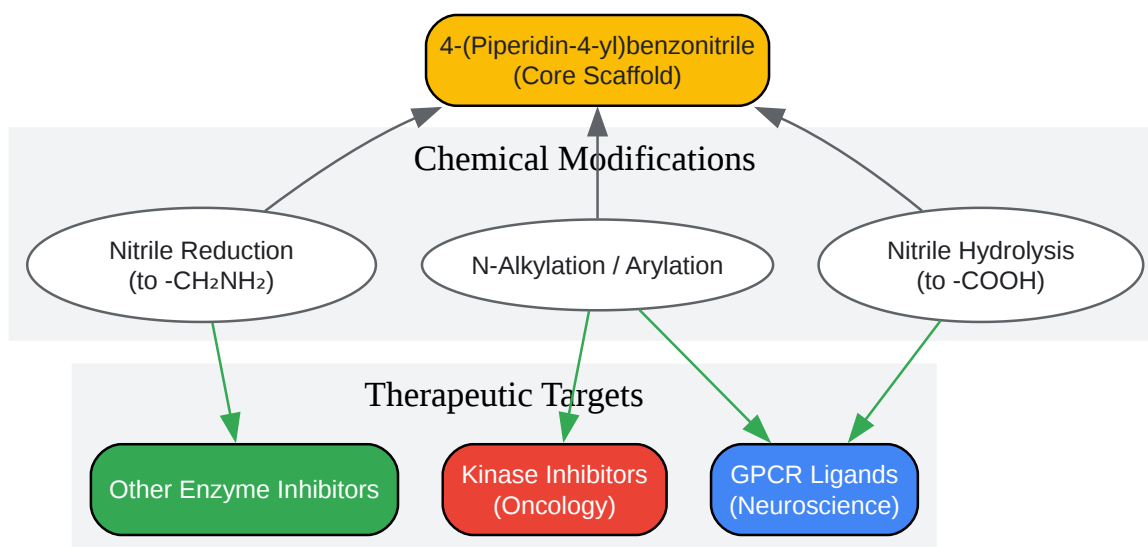 4-(Piperidin-4-yl)benzonitrile
(Core Scaffold)
Chemical Modifications
Nitrile Reduction
(to -CH₂NH₂)
N-Alkylation / Arylation
Nitrile Hydrolysis
(to -COOH)
Therapeutic Targets
Other Enzyme Inhibitors
Kinase Inhibitors
(Oncology)
GPCR Ligands
(Neuroscience)